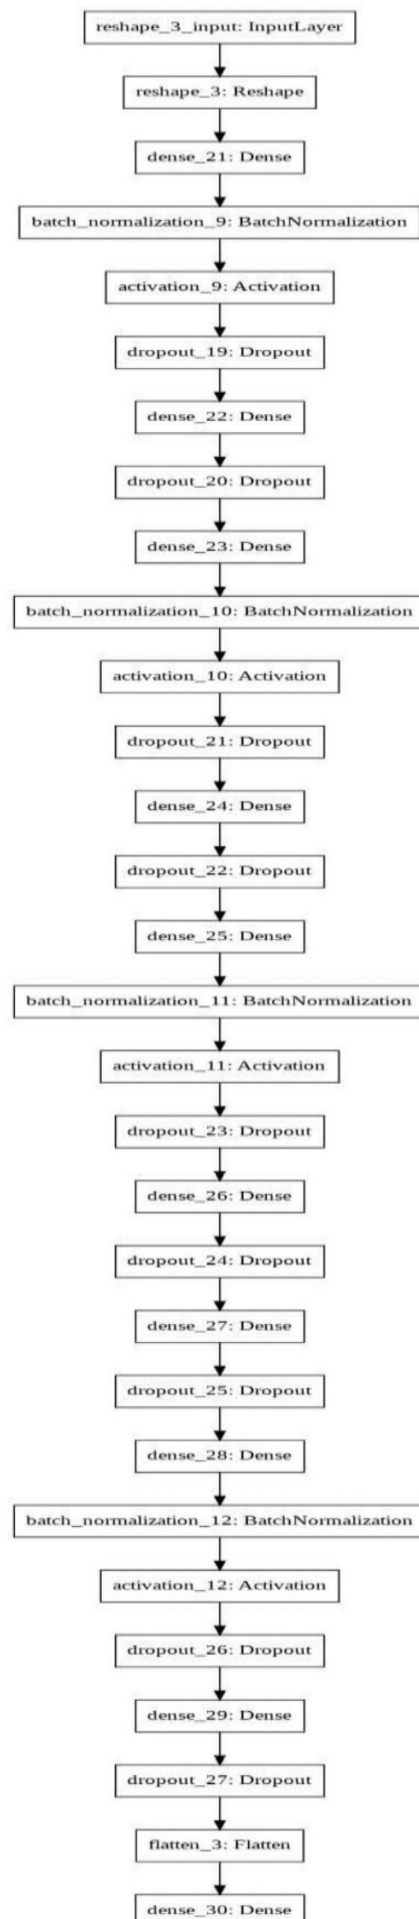 reshape_3_input: InputLayer
reshape_3: Reshape
dense_21: Dense
batch_normalization_9: BatchNormalization
activation_9: Activation
dropout_19: Dropout
dense_22: Dense
dropout_20: Dropout
dense_23: Dense
batch_normalization_10: BatchNormalization
activation_10: Activation
dropout_21: Dropout
dense_24: Dense
dropout_22: Dropout
dense_25: Dense
batch_normalization_11: BatchNormalization
activation_11: Activation
dropout_23: Dropout
dense_26: Dense
dropout_24: Dropout
dense_27: Dense
dropout_25: Dropout
dense_28: Dense
batch_normalization_12: BatchNormalization
activation_12: Activation
dropout_26: Dropout
dense_29: Dense
dropout_27: Dropout
flatten_3: Flatten
dense_30: Dense